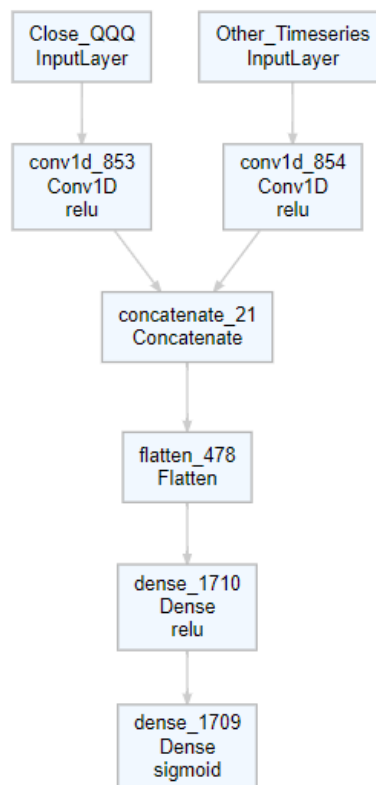 Close_QQQ
InputLayer
Other_Timeseries
InputLayer
conv1d_853
Conv1D
relu
conv1d_854
Conv1D
relu
concatenate_21
Concatenate
flatten_478
Flatten
dense_1710
Dense
relu
dense_1709
Dense
sigmoid